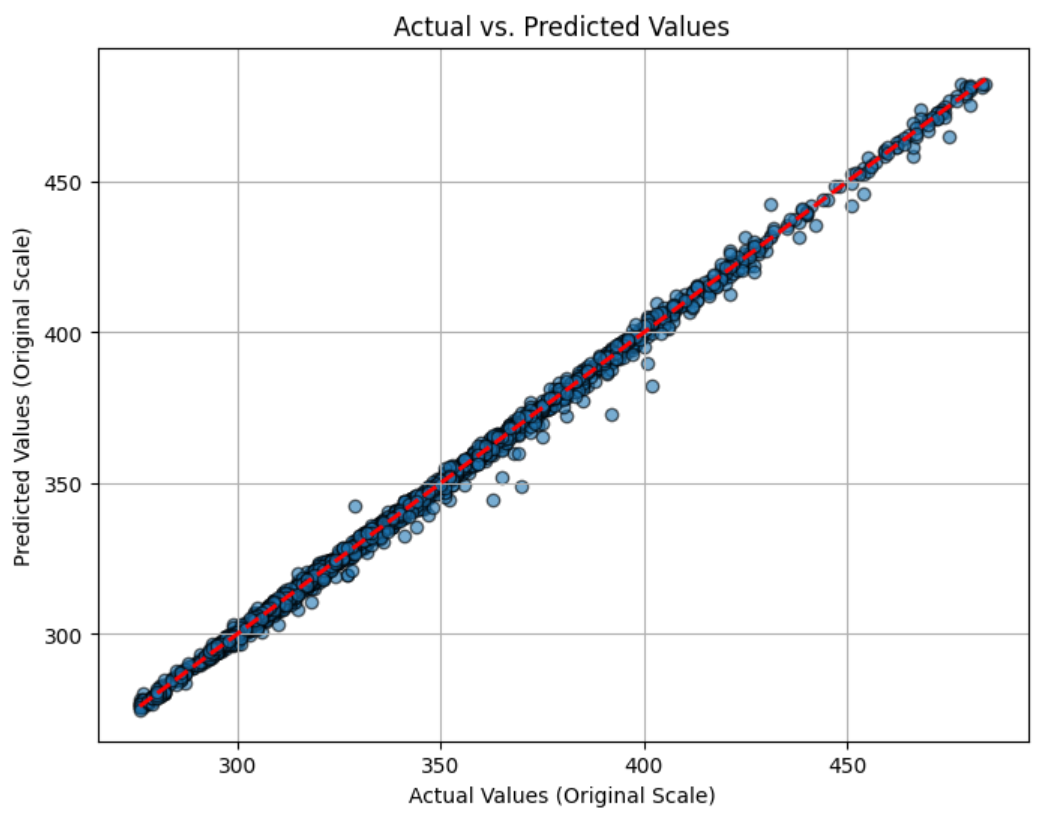 Actual vs. Predicted Values
Predicted Values (Original Scale)
450
400
350
300
300 350 400 450
Actual Values (Original Scale)